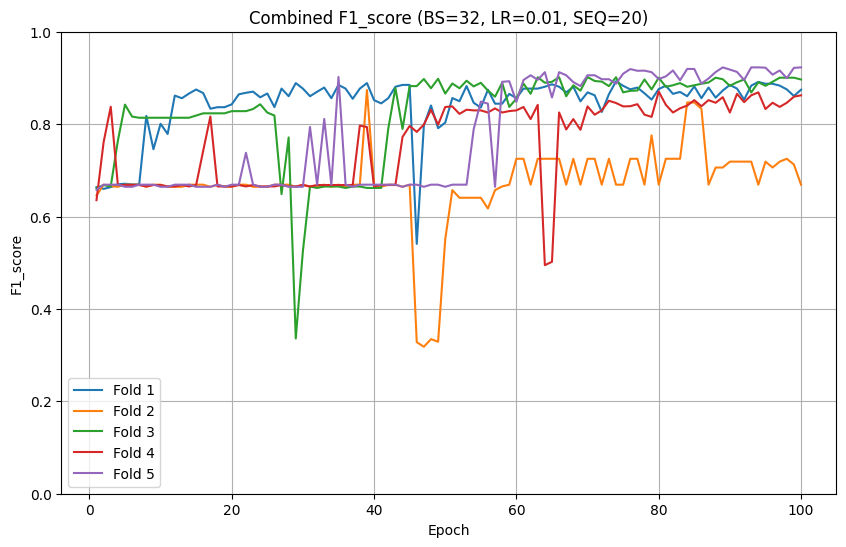 Combined F1_score (BS=32, LR=0.01, SEQ=20)
1.0
0.8
0.6
0.4
0.2
0.0
F1_score
Fold 1
Fold 2
Fold 3
Fold 4
Fold 5
0 20 40 60 80 100
Epoch